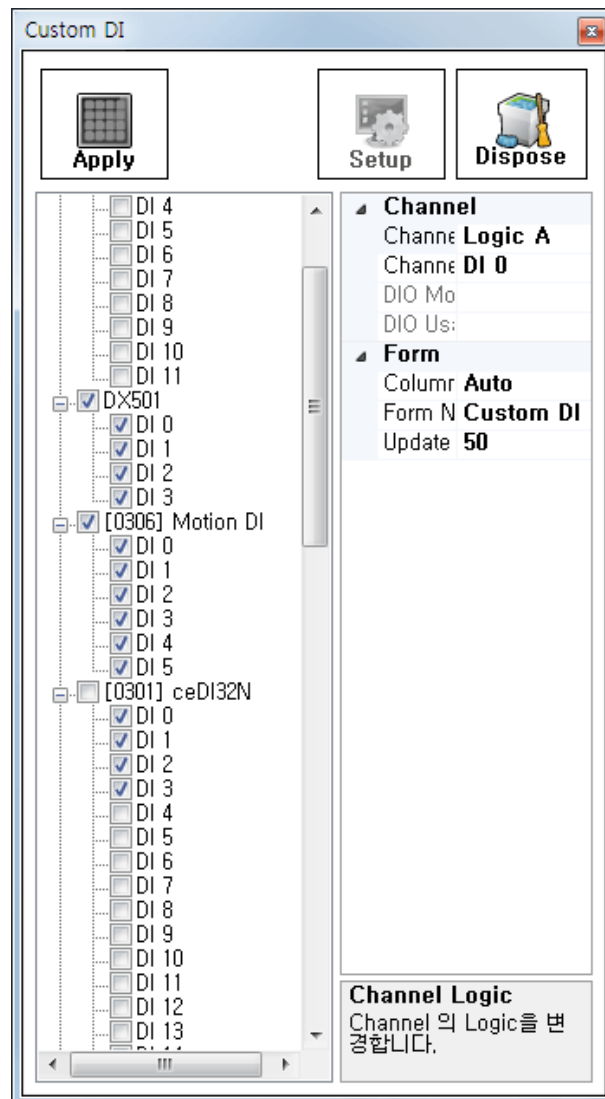 Custom DI
Apply
Setup
Dispose
DI 4
DI 5
DI 6
DI 7
DI 8
DI 9
DI 10
DI 11
DX501
DI 0
DI 1
DI 2
DI 3
[0306] Motion DI
DI 0
DI 1
DI 2
DI 3
DI 4
DI 5
[0301] ceDI32N
DI 0
DI 1
DI 2
DI 3
DI 4
DI 5
DI 6
DI 7
DI 8
DI 9
DI 10
DI 11
DI 12
DI 13
Channel
Channe Logic A
Channe DI 0
DIO Mo
DIO Us
Form
Column Auto
Form N Custom DI
Update 50
Channel Logic
Channel 의 Logic을 변
경합니다.